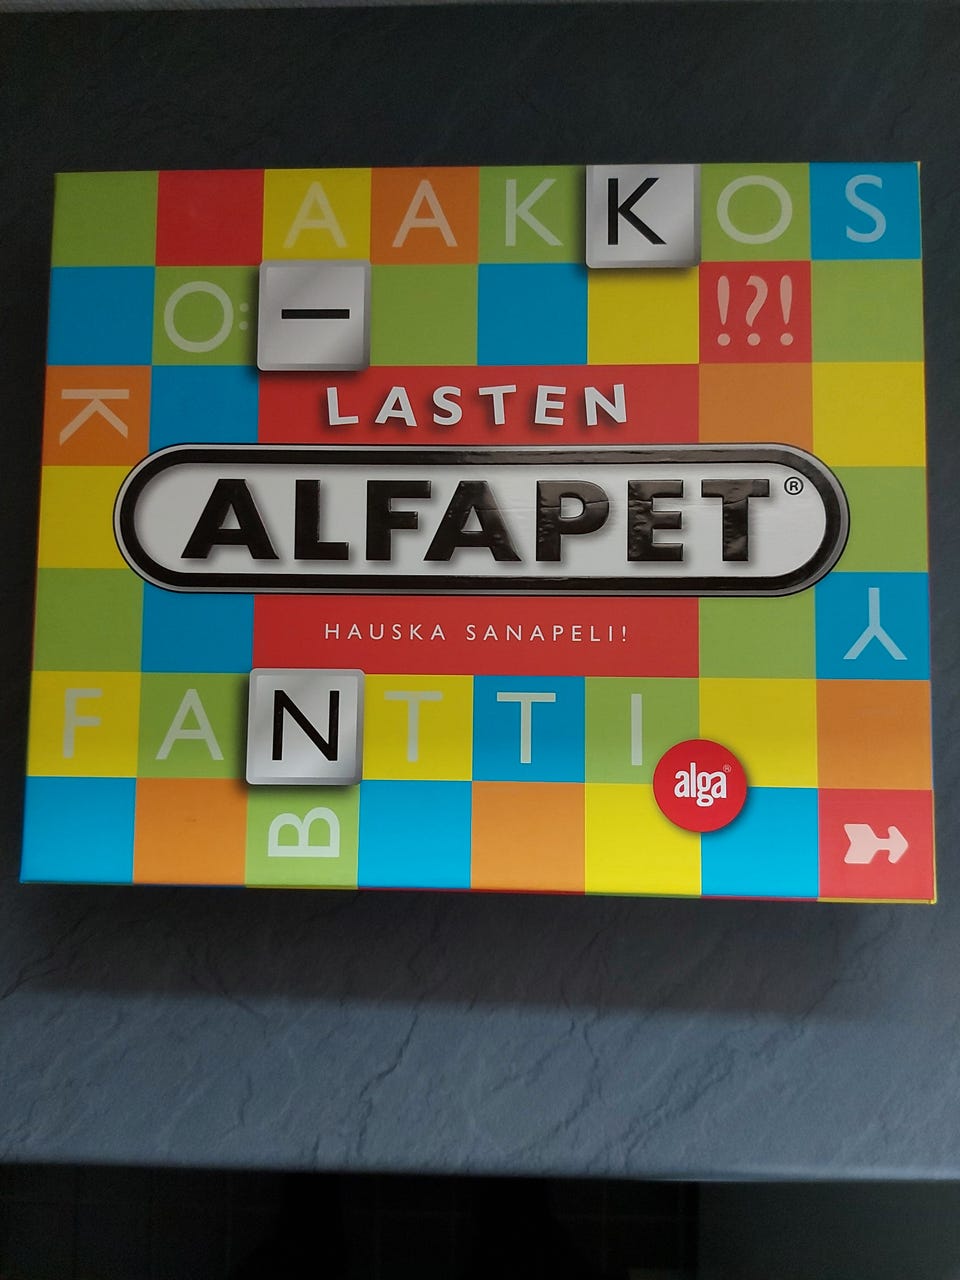 AAKKOS
Ö I !?!
K
LASTEN
ALFAPET®
HAUSKA SANAPELI!
Y
FANTTI
alga®
B